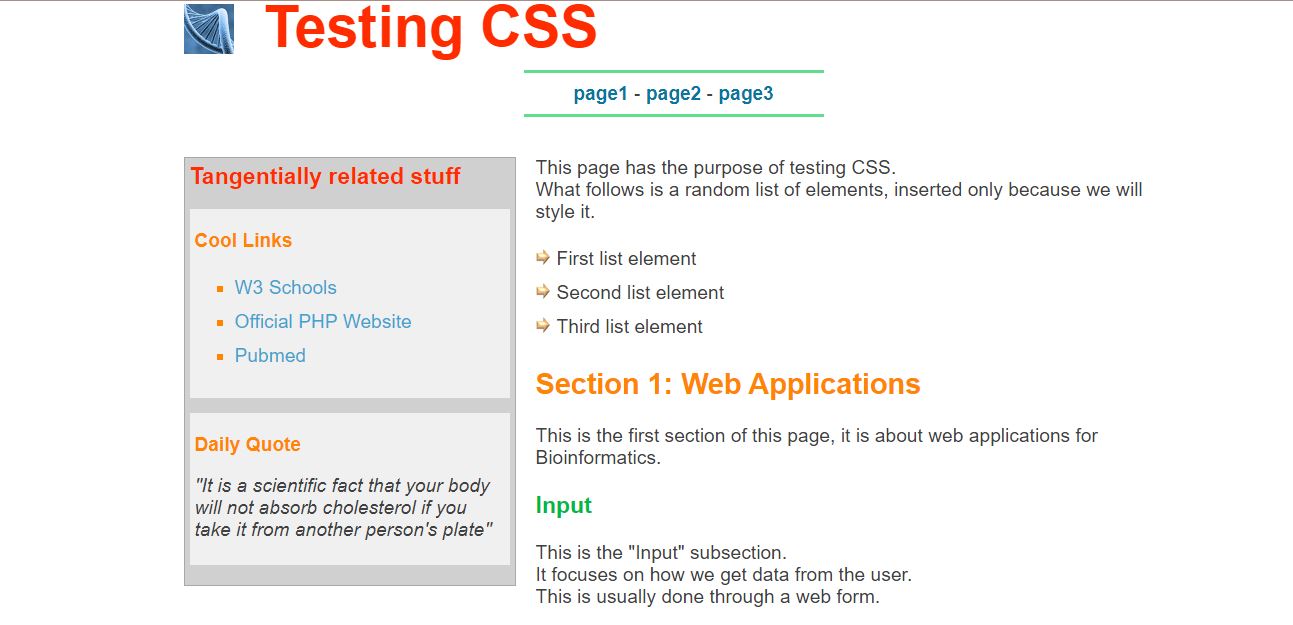 Testing CSS
page1 - page2 - page3
Tangentially related stuff
Cool Links
W3 Schools
Official PHP Website
Pubmed
Daily Quote
"It is a scientific fact that your body
will not absorb cholesterol if you
take it from another person's plate"
This page has the purpose of testing CSS.
What follows is a random list of elements, inserted only because we will
style it.
First list element
Second list element
Third list element
Section 1: Web Applications
This is the first section of this page, it is about web applications for
Bioinformatics.
Input
This is the "Input" subsection.
It focuses on how we get data from the user.
This is usually done through a web form.